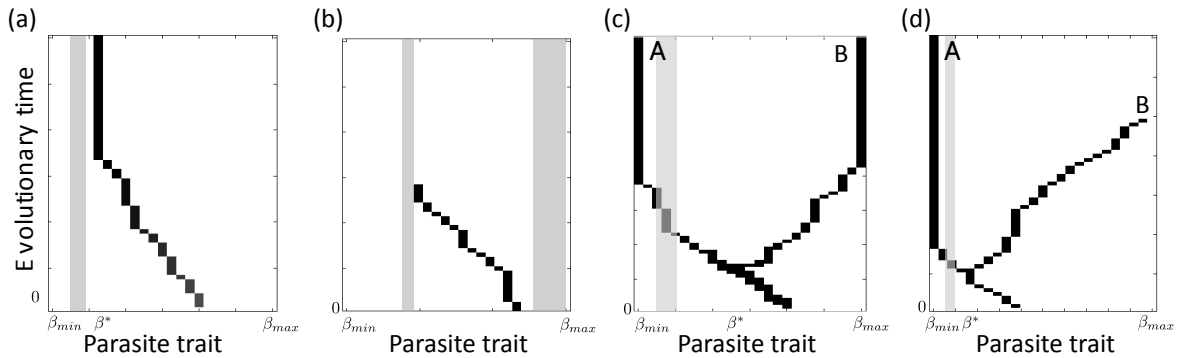 (a)
(b)
(c)
(d)
A
B
A
B
E volutionary time
0
0
0
0
β_min β* β_max
β_min β_max
β_min β* β_max
β_min β* β_max
Parasite trait
Parasite trait
Parasite trait
Parasite trait